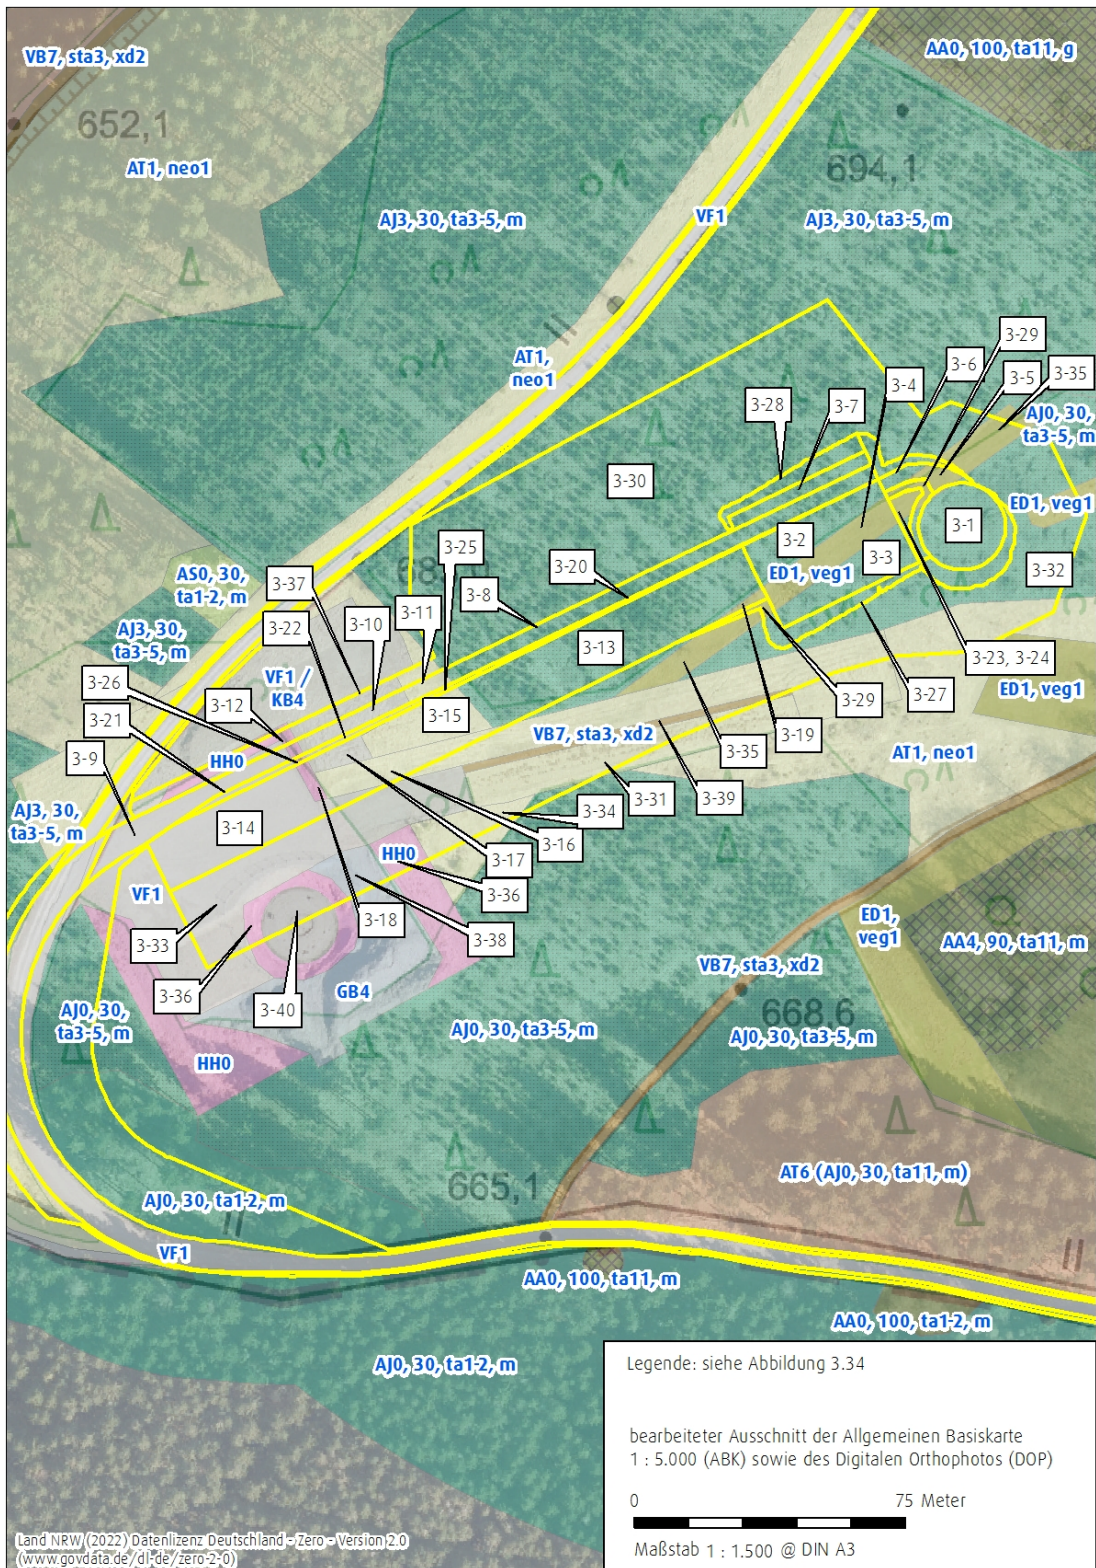 VB7, sta3, xd2
AA0, 100, ta11, g
652,1
694,1
AT1, neo1
AJ3, 30, ta3-5, m
VF1
AJ3, 30, ta3-5, m
AT1,
neo1
3-29
3-6
3-4
3-5
3-35
3-28
3-7
AJ0, 30,
ta3-5, m
3-30
ED1, veg1
3-1
3-2
3-25
3-3
ED1, veg1
3-32
3-20
AS0, 30,
ta1-2, m
3-37
3-8
3-11
3-10
3-22
AJ3, 30,
ta3-5, m
3-13
3-23, 3-24
3-26
VF1 /
KB4
3-12
3-15
3-29
3-27
ED1, veg1
3-21
VB7, sta3, xd2
3-35
3-19
AT1, neo1
3-9
HH0
3-31
3-39
3-34
AJ3, 30,
ta3-5, m
3-14
3-16
HH0
3-17
3-36
VF1
3-18
3-38
ED1,
veg1
AA4, 90, ta11, m
3-33
VB7, sta3, xd2
3-36
3-40
GB4
668,6
AJ0, 30,
ta3-5, m
AJ0, 30, ta3-5, m
AJ0, 30, ta3-5, m
HH0
665,1
AT6 (AJ0, 30, ta11, m)
AJ0, 30, ta1-2, m
VF1
AA0, 100, ta11, m
AA0, 100, ta1-2, m
AJ0, 30, ta1-2, m
Legende: siehe Abbildung 3.34
bearbeiteter Ausschnitt der Allgemeinen Basiskarte
1 : 5.000 (ABK) sowie des Digitalen Orthophotos (DOP)
0 75 Meter
Maßstab 1 : 1.500 @ DIN A3
Land NRW (2022) Datenlizenz Deutschland - Zero - Version 2.0
(www.govdata.de/dl-de/zero-2-0)